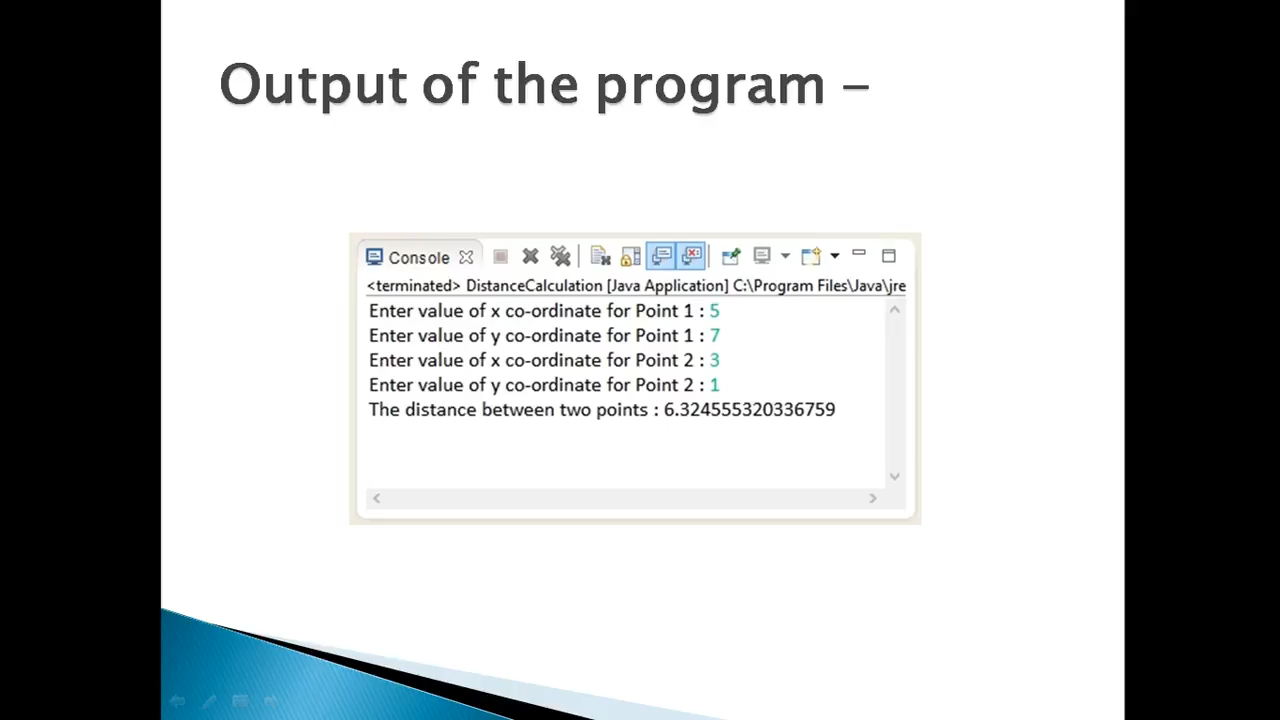 Output of the program –
Console
<terminated> DistanceCalculation [Java Application] C:\Program Files\Java\jre
Enter value of x co-ordinate for Point 1 : 5
Enter value of y co-ordinate for Point 1 : 7
Enter value of x co-ordinate for Point 2 : 3
Enter value of y co-ordinate for Point 2 : 1
The distance between two points : 6.324555320336759